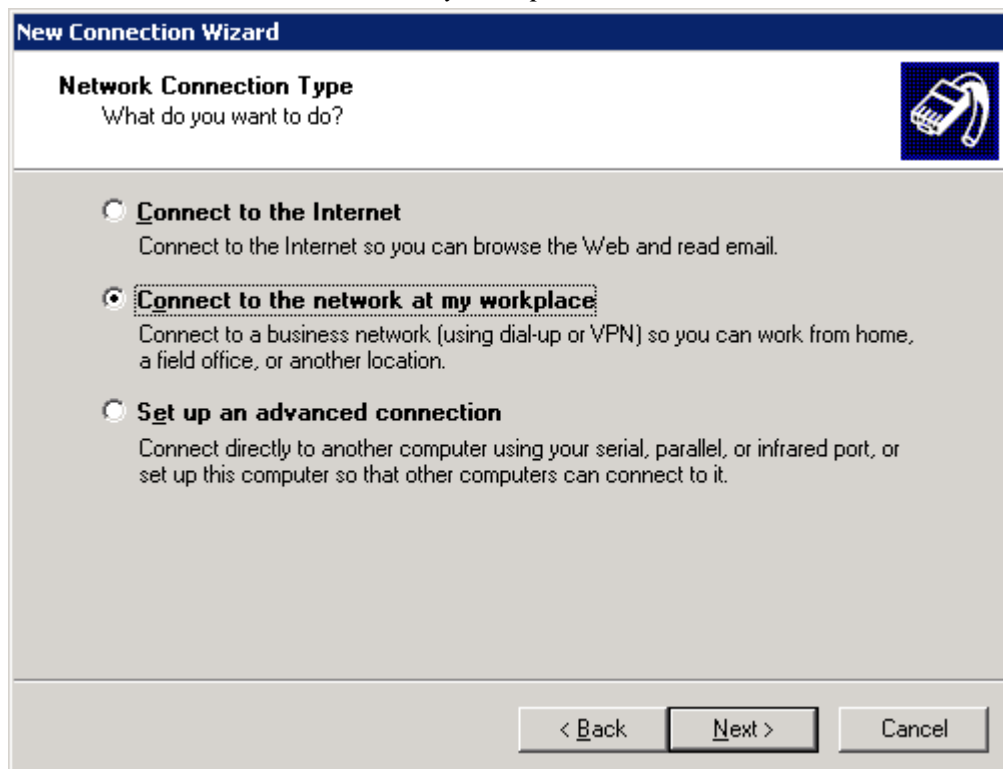 New Connection Wizard
Network Connection Type
What do you want to do?
Connect to the Internet
Connect to the Internet so you can browse the Web and read email.
Connect to the network at my workplace
Connect to a business network (using dial-up or VPN) so you can work from home,
a field office, or another location.
Set up an advanced connection
Connect directly to another computer using your serial, parallel, or infrared port, or
set up this computer so that other computers can connect to it.
< Back Next > Cancel